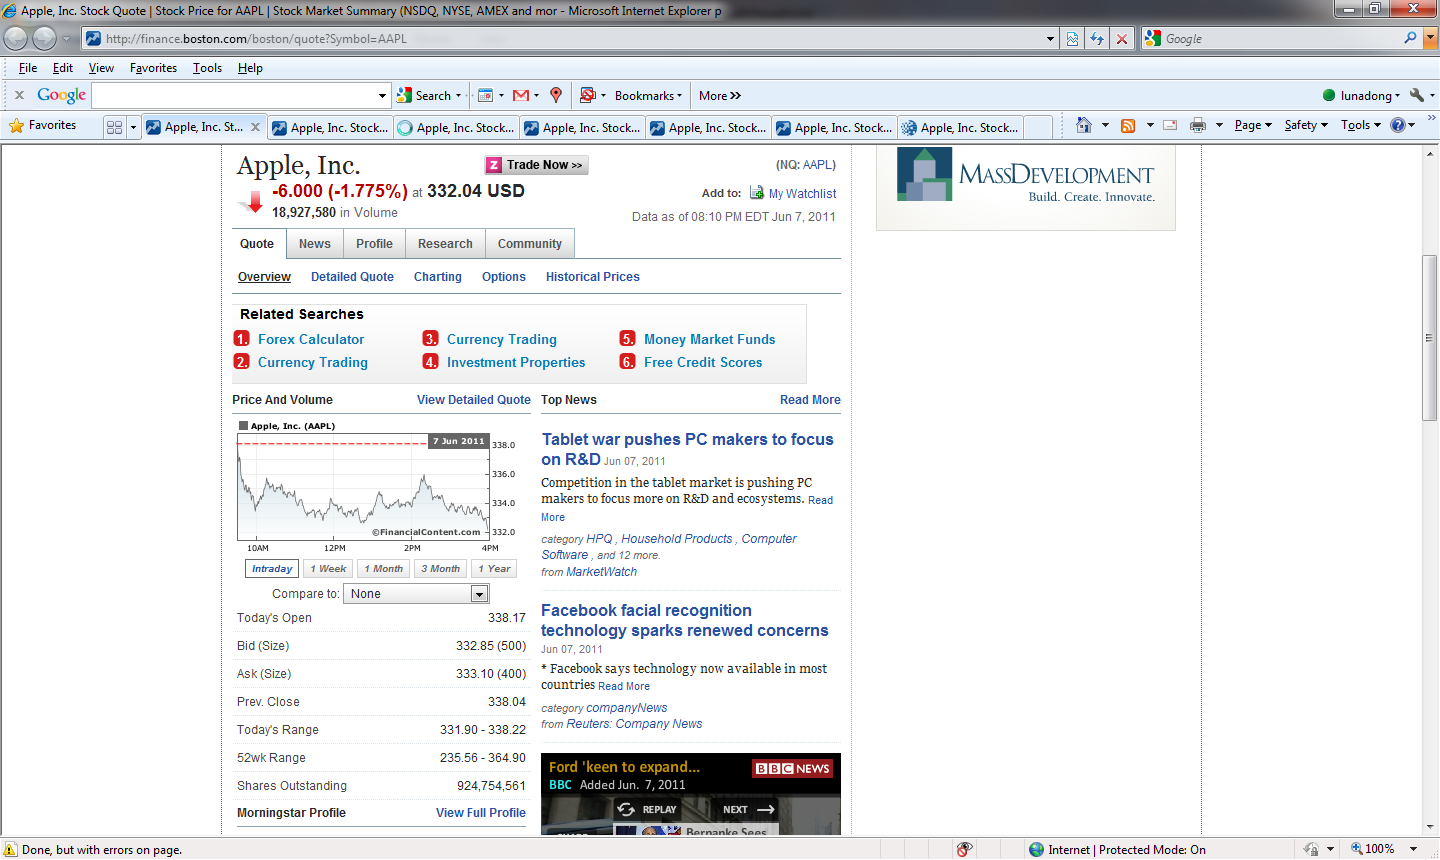 Apple, Inc. Stock Quote | Stock Price for AAPL | Stock Market Summary (NSDQ, NYSE, AMEX and mor - Microsoft Internet Explorer p
http://finance.boston.com/boston/quote?Symbol=AAPL
Google
File Edit View Favorites Tools Help
x Google Search More >>
Bookmarks
lunadong
Favorites
Apple, Inc. St... x
Apple, Inc. Stock...
Apple, Inc. Stock...
Apple, Inc. Stock...
Apple, Inc. Stock...
Apple, Inc. Stock...
Apple, Inc. Stock...
Page Safety Tools
Apple, Inc.
Z Trade Now >>
(NQ: AAPL)
-6.000 (-1.775%) at 332.04 USD
Add to: My Watchlist
18,927,580 in Volume
Data as of 08:10 PM EDT Jun 7, 2011
MASSDEVELOPMENT
Build. Create. Innovate.
Quote News Profile Research Community
Overview Detailed Quote Charting Options Historical Prices
Related Searches
1. Forex Calculator
3. Currency Trading
5. Money Market Funds
2. Currency Trading
4. Investment Properties
6. Free Credit Scores
Price And Volume View Detailed Quote
Apple, Inc. (AAPL)
7 Jun 2011
338.0
336.0
334.0
332.0
©FinancialContent.com
10AM 12PM 2PM 4PM
Intraday 1 Week 1 Month 3 Month 1 Year
Compare to: None
Today's Open 338.17
Bid (Size) 332.85 (500)
Ask (Size) 333.10 (400)
Prev. Close 338.04
Today's Range 331.90 - 338.22
52wk Range 235.56 - 364.90
Shares Outstanding 924,754,561
Morningstar Profile View Full Profile
Top News Read More
Tablet war pushes PC makers to focus
on R&D Jun 07, 2011
Competition in the tablet market is pushing PC
makers to focus more on R&D and ecosystems. Read
More
category HPQ , Household Products , Computer
Software , and 12 more.
from MarketWatch
Facebook facial recognition
technology sparks renewed concerns
Jun 07, 2011
* Facebook says technology now available in most
countries Read More
category companyNews
from Reuters: Company News
Ford 'keen to expand...
BBC NEWS
BBC Added Jun. 7, 2011
REPLAY NEXT
Bernanke Sees
Done, but with errors on page.
Internet | Protected Mode: On
100%